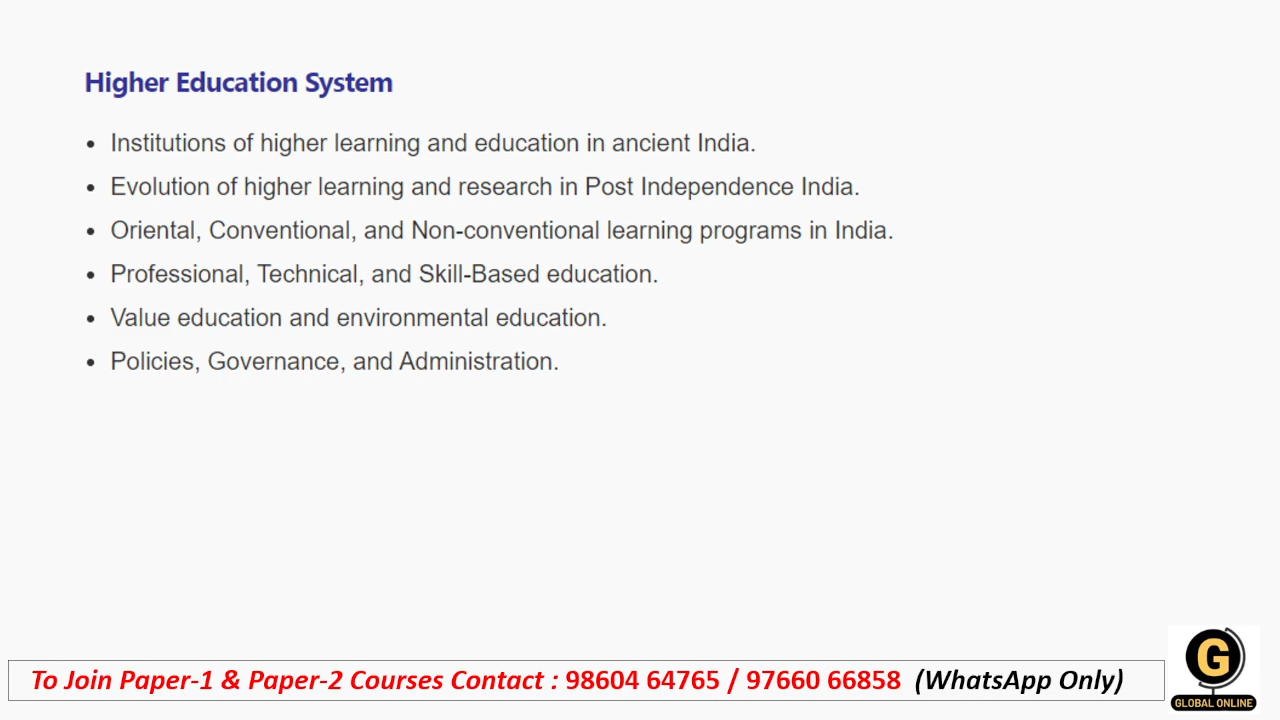 Higher Education System
• Institutions of higher learning and education in ancient India.
• Evolution of higher learning and research in Post Independence India.
• Oriental, Conventional, and Non-conventional learning programs in India.
• Professional, Technical, and Skill-Based education.
• Value education and environmental education.
• Policies, Governance, and Administration.
To Join Paper-1 & Paper-2 Courses Contact : 98604 64765 / 97660 66858 (WhatsApp Only)
G
GLOBAL ONLINE